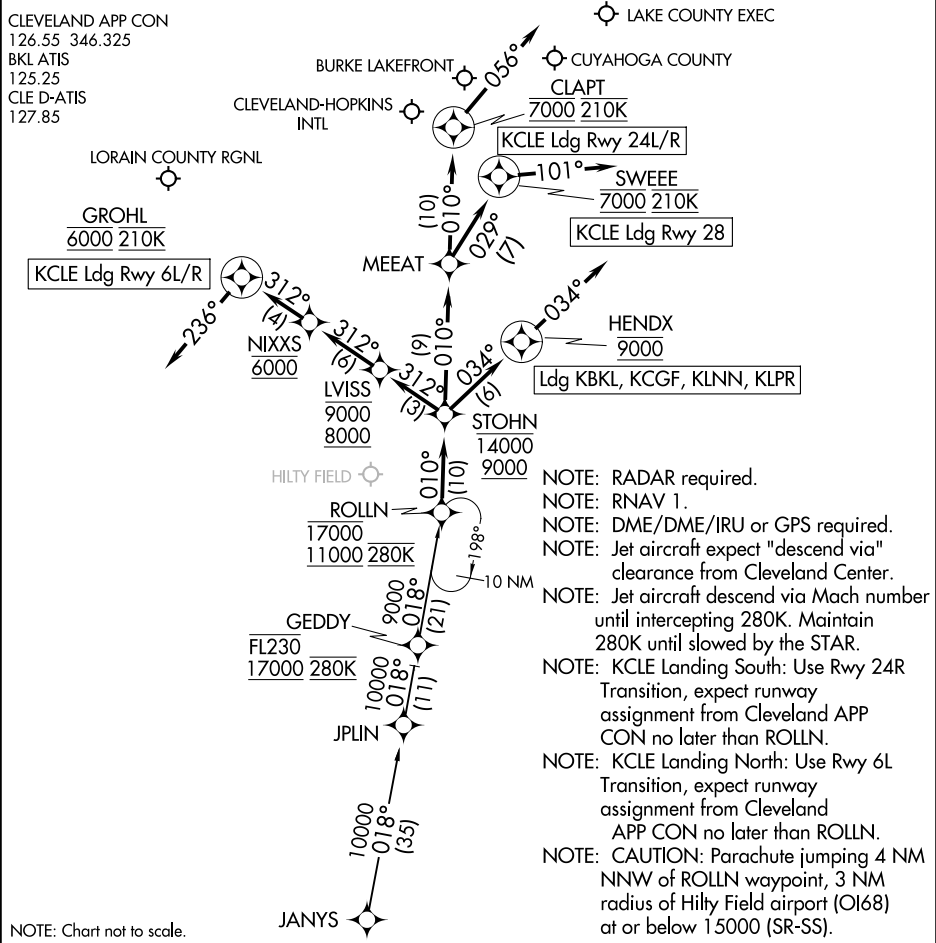 CLEVELAND APP CON
126.55 346.325
BKL ATIS
125.25
CLE D-ATIS
127.85
LAKE COUNTY EXEC
BURKE LAKEFRONT
056°
CUYAHOGA COUNTY
CLEVELAND-HOPKINS
INTL
CLAPT
7000 210K
KCLE Ldg Rwy 24L/R
LORAIN COUNTY RGNL
(10)
010°
101°
SWEEE
7000 210K
KCLE Ldg Rwy 28
GROHL
6000 210K
KCLE Ldg Rwy 6L/R
MEEAT
029°
(7)
312°
(4)
236°
NIXXS
6000
312°
(6)
(9)
010°
034°
HENDX
9000
Ldg KBKL, KCGF, KLNN, KLPR
LVISS
9000
8000
312°
(3)
034°
(6)
STOHN
14000
9000
HILTY FIELD
010°
(10)
ROLLN
17000
11000 280K
198°
10 NM
9000
018°
(21)
GEDDY
FL230
17000 280K
10000
018°
(11)
JPLIN
10000
018°
(35)
JANYS
NOTE: RADAR required.
NOTE: RNAV 1.
NOTE: DME/DME/IRU or GPS required.
NOTE: Jet aircraft expect "descend via"
clearance from Cleveland Center.
NOTE: Jet aircraft descend via Mach number
until intercepting 280K. Maintain
280K until slowed by the STAR.
NOTE: KCLE Landing South: Use Rwy 24R
Transition, expect runway
assignment from Cleveland APP
CON no later than ROLLN.
NOTE: KCLE Landing North: Use Rwy 6L
Transition, expect runway
assignment from Cleveland
APP CON no later than ROLLN.
NOTE: CAUTION: Parachute jumping 4 NM
NNW of ROLLN waypoint, 3 NM
radius of Hilty Field airport (OI68)
at or below 15000 (SR-SS).
NOTE: Chart not to scale.